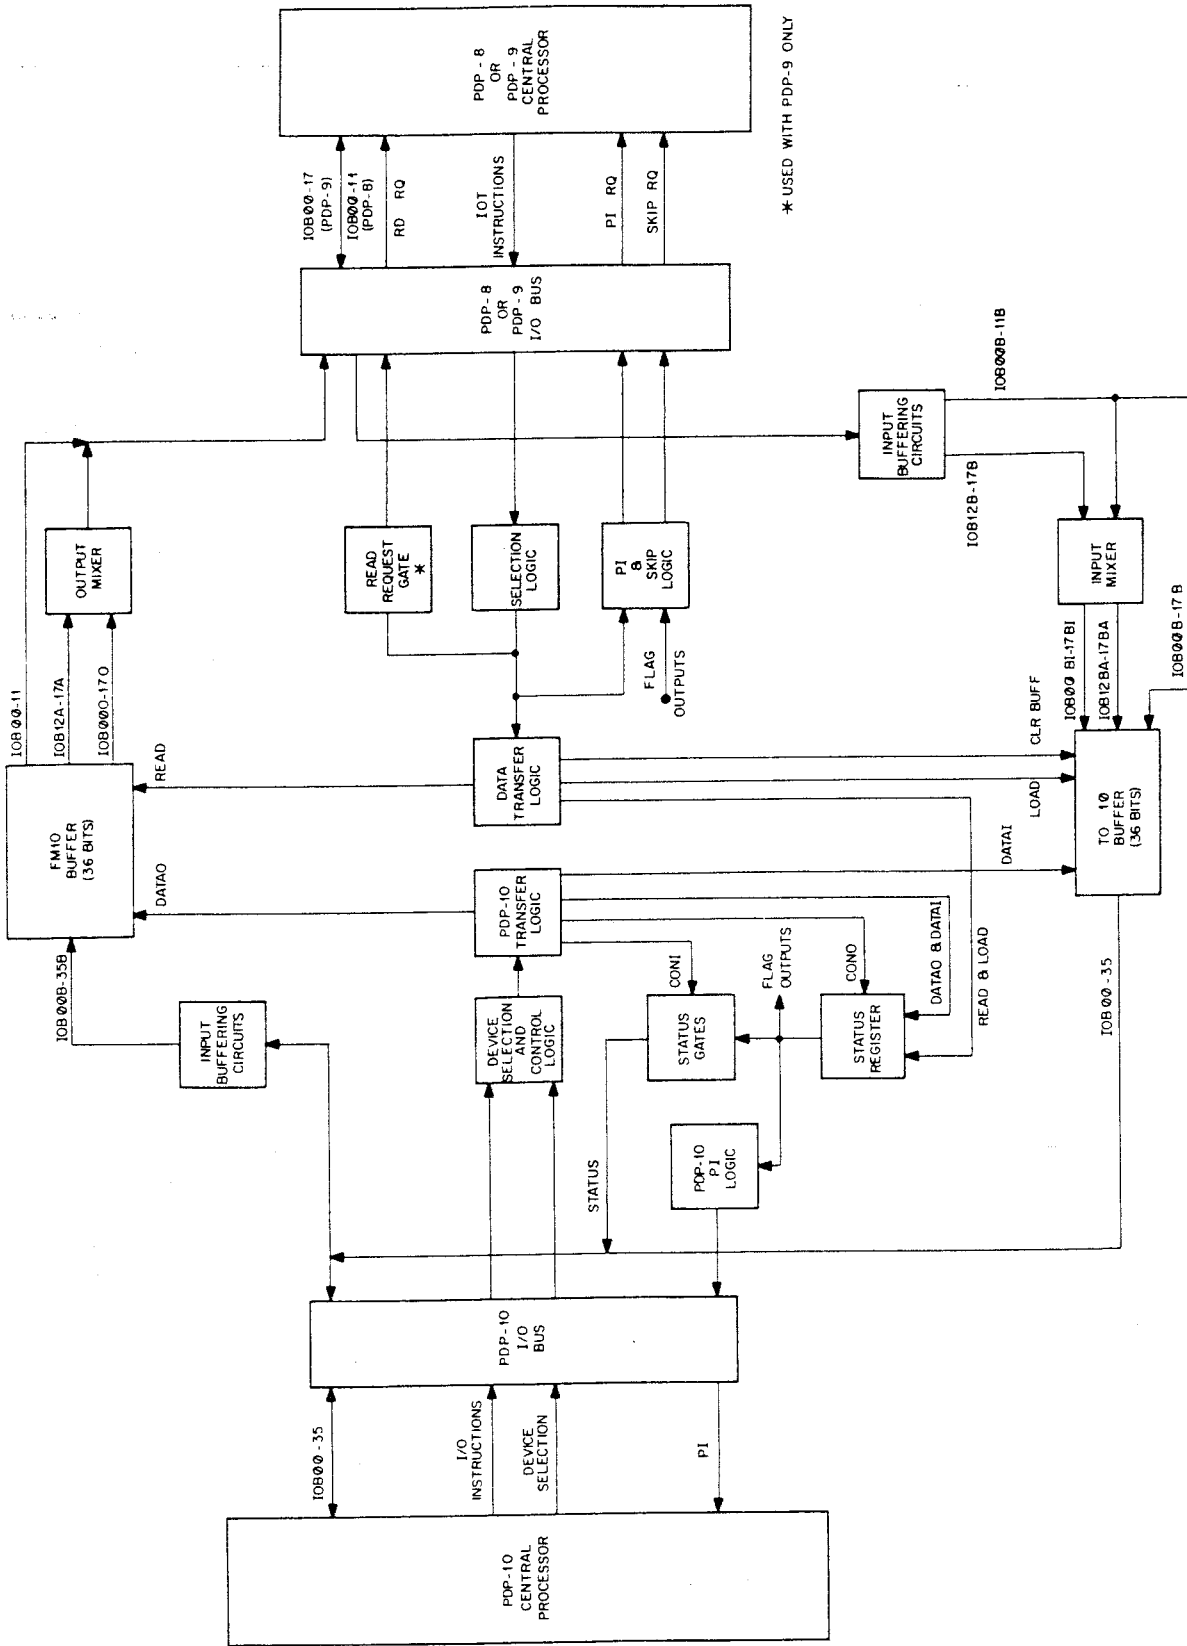 PDP-8
OR
PDP-9
CENTRAL
PROCESSOR
* USED WITH PDP-9 ONLY
IOB00-17
(PDP-9)
IOB00-11
(PDP-8)
RD RQ
IOT
INSTRUCTIONS
PI RQ
SKIP RQ
PDP-8
OR
PDP-9
I/O BUS
IOB00-11
IOB12A-17A
IOB000-170
OUTPUT
MIXER
READ
REQUEST
GATE
*
SELECTION
LOGIC
PI
&
SKIP
LOGIC
FLAG
OUTPUTS
INPUT
BUFFERING
CIRCUITS
IOB00B-11B
IOB12B-17B
INPUT
MIXER
IOB00 BI-17BI
IOB12BA-17BA
IOB00B-17B
FM10
BUFFER
(36 BITS)
READ
DATAO
DATA
TRANSFER
LOGIC
CLR BUFF
LOAD
DATAI
TO 10
BUFFER
(36 BITS)
PDP-10
TRANSFER
LOGIC
IOB00B-35B
INPUT
BUFFERING
CIRCUITS
DEVICE
SELECTION
AND
CONTROL
LOGIC
CONI
STATUS
GATES
FLAG
OUTPUTS
CONO
STATUS
REGISTER
DATAO & DATAI
READ & LOAD
IOB00-35
STATUS
PDP-10
PI
LOGIC
PDP-10
I/O
BUS
IOB00-35
I/O
INSTRUCTIONS
DEVICE
SELECTION
PI
PDP-10
CENTRAL
PROCESSOR